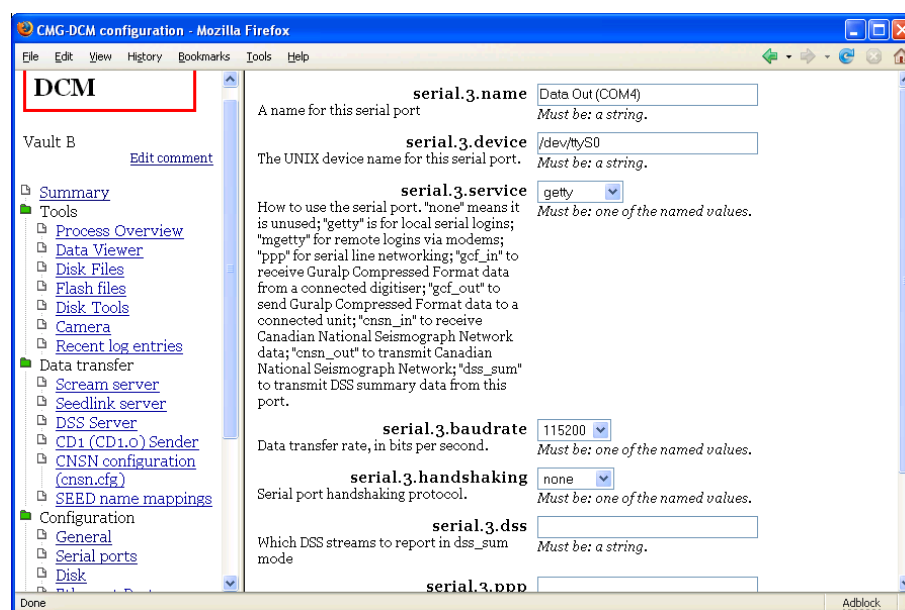 CMG-DCM configuration - Mozilla Firefox
File Edit View History Bookmarks Tools Help
DCM
Vault B
Edit comment
Summary
Tools
Process Overview
Data Viewer
Disk Files
Flash files
Disk Tools
Camera
Recent log entries
Data transfer
Scream server
Seedlink server
DSS Server
CD1 (CD1.0) Sender
CNSN configuration
(cnsn.cfg)
SEED name mappings
Configuration
General
Serial ports
Disk
serial.3.name
A name for this serial port
Data Out (COM4)
Must be: a string.
serial.3.device
The UNIX device name for this serial port.
/dev/ttyS0
Must be: a string.
serial.3.service
How to use the serial port. "none" means it
is unused; "getty" is for local serial logins;
"mgetty" for remote logins via modems;
"ppp" for serial line networking; "gcf_in" to
receive Guralp Compressed Format data
from a connected digitiser; "gcf_out" to
send Guralp Compressed Format data to a
connected unit; "cnsn_in" to receive
Canadian National Seismograph Network
data; "cnsn_out" to transmit Canadian
National Seismograph Network; "dss_sum"
to transmit DSS summary data from this
port.
getty
Must be: one of the named values.
serial.3.baudrate
Data transfer rate, in bits per second.
115200
Must be: one of the named values.
serial.3.handshaking
Serial port handshaking protocol.
none
Must be: one of the named values.
serial.3.dss
Which DSS streams to report in dss_sum
mode
Must be: a string.
serial.3.ppp
Done
Adblock